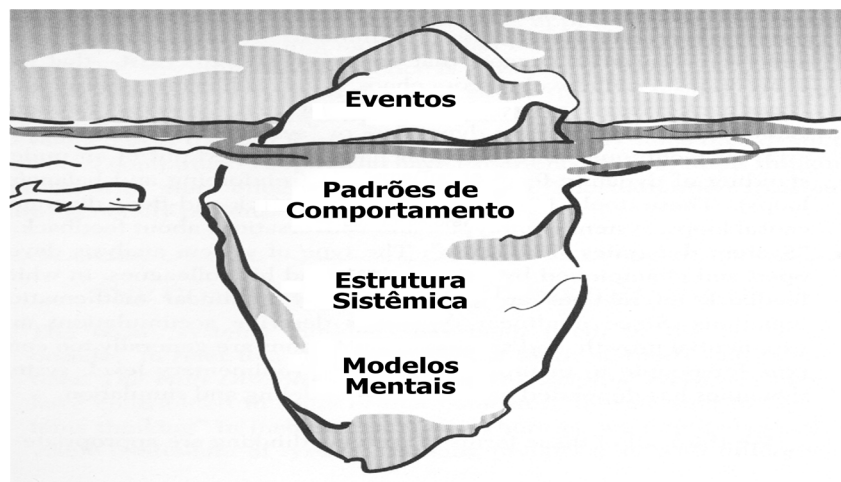 Eventos
Padrões de
Comportamento
Estrutura
Sistêmica
Modelos
Mentais